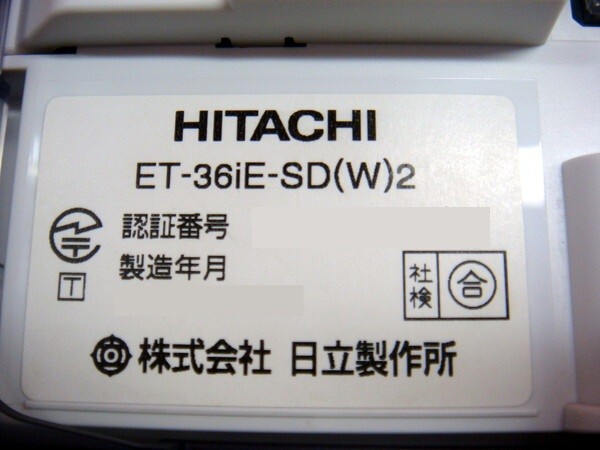 HITACHI
ET-36iE-SD(W)2
認証番号
T
製造年月
社検 合
株式会社 日立製作所